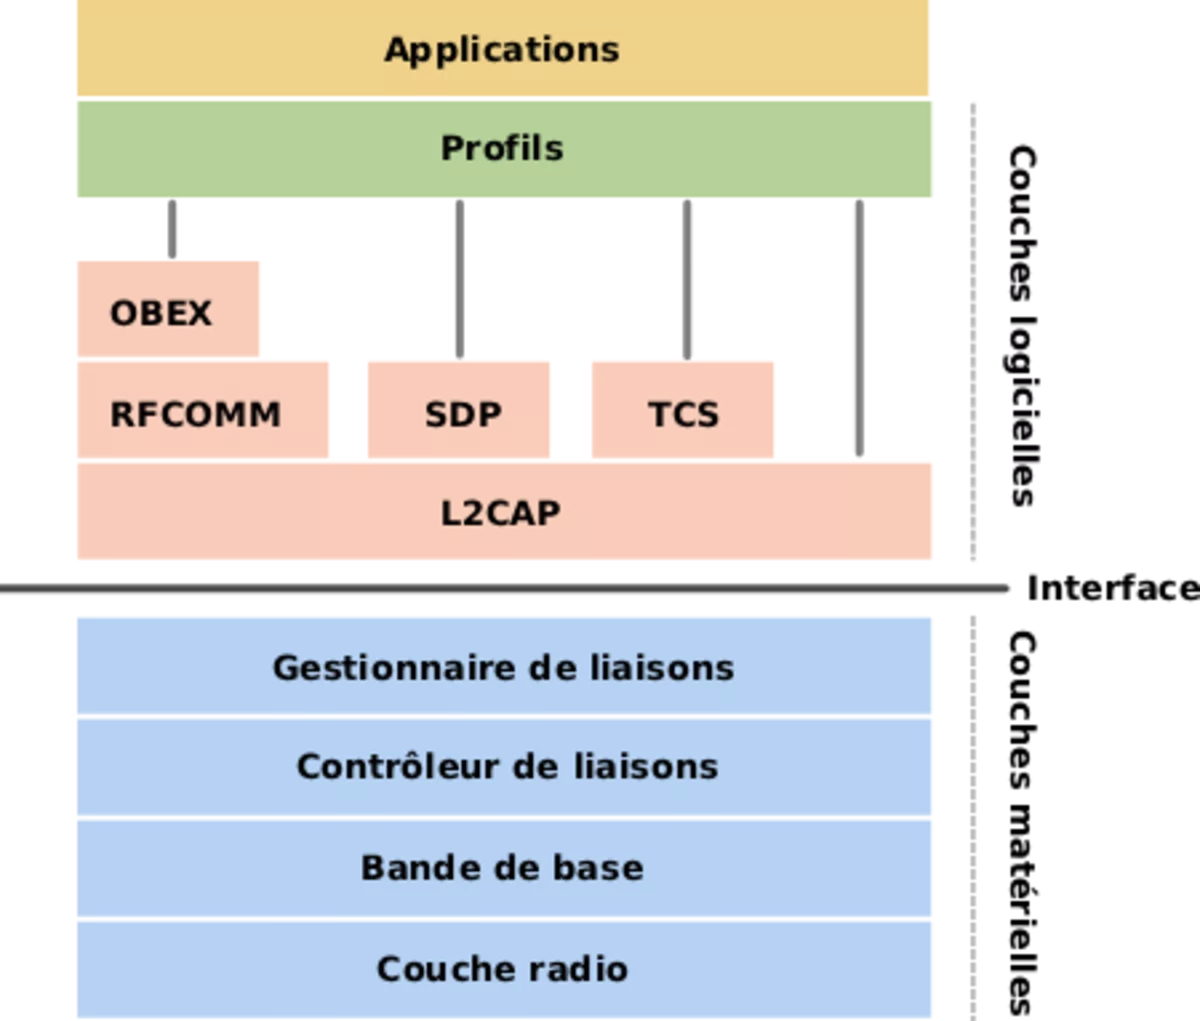 Applications
Profils
OBEX
RFCOMM
SDP
TCS
L2CAP
Couches logicielles
Interface
Gestionnaire de liaisons
Contrôleur de liaisons
Bande de base
Couche radio
Couches matérielles